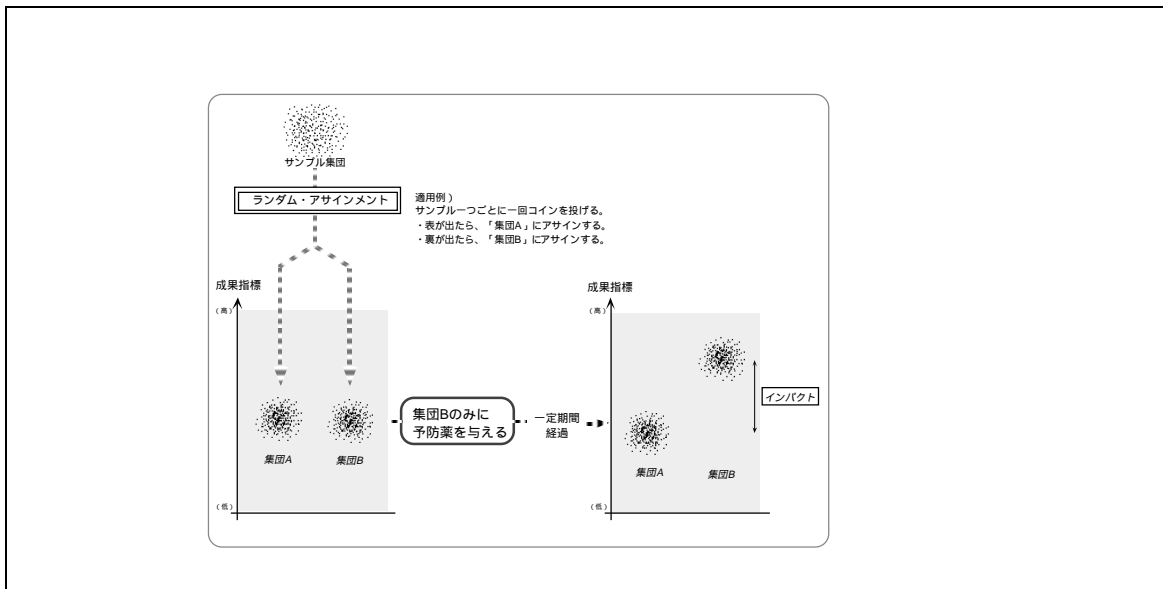 サンプル集団
ランダム・アサインメント
適用例）
サンプル一つごとに一回コインを投げる。
・表が出たら、「集団A」にアサインする。
・裏が出たら、「集団B」にアサインする。
成果指標
（高）
集団A
集団B
（低）
集団Bのみに
予防薬を与える
一定期間
経過
成果指標
（高）
インパクト
集団A
集団B
（低）